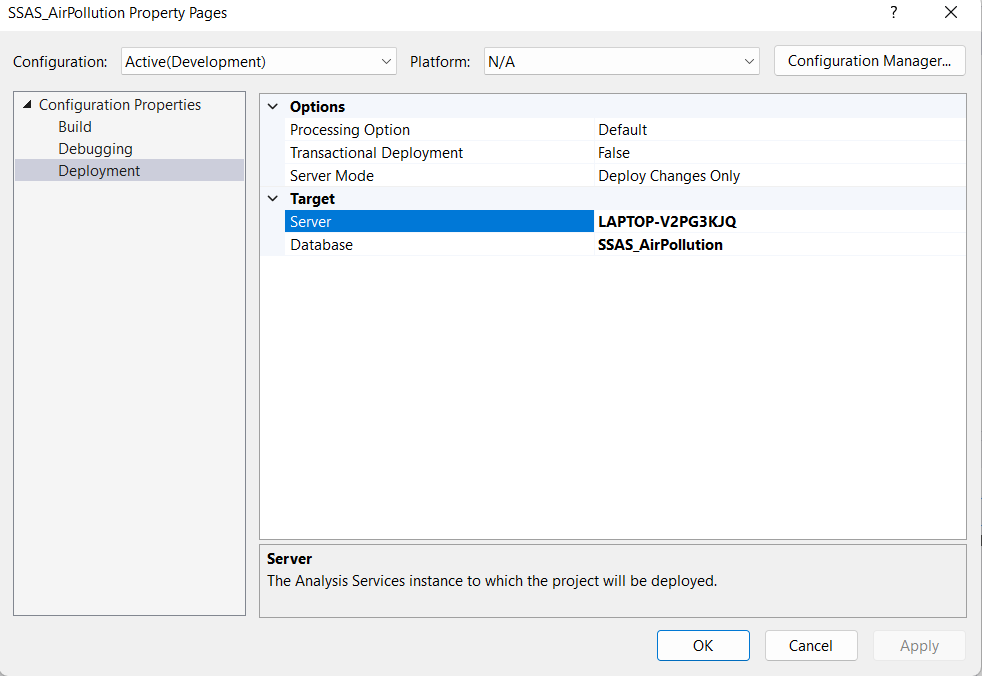 SSAS_AirPollution Property Pages ?
Configuration: Active(Development) Platform: N/A Configuration Manager...
Configuration Properties
Build
Debugging
Deployment
Options
Processing Option Default
Transactional Deployment False
Server Mode Deploy Changes Only
Target
Server LAPTOP-V2PG3KJQ
Database SSAS_AirPollution
Server
The Analysis Services instance to which the project will be deployed.
OK Cancel Apply